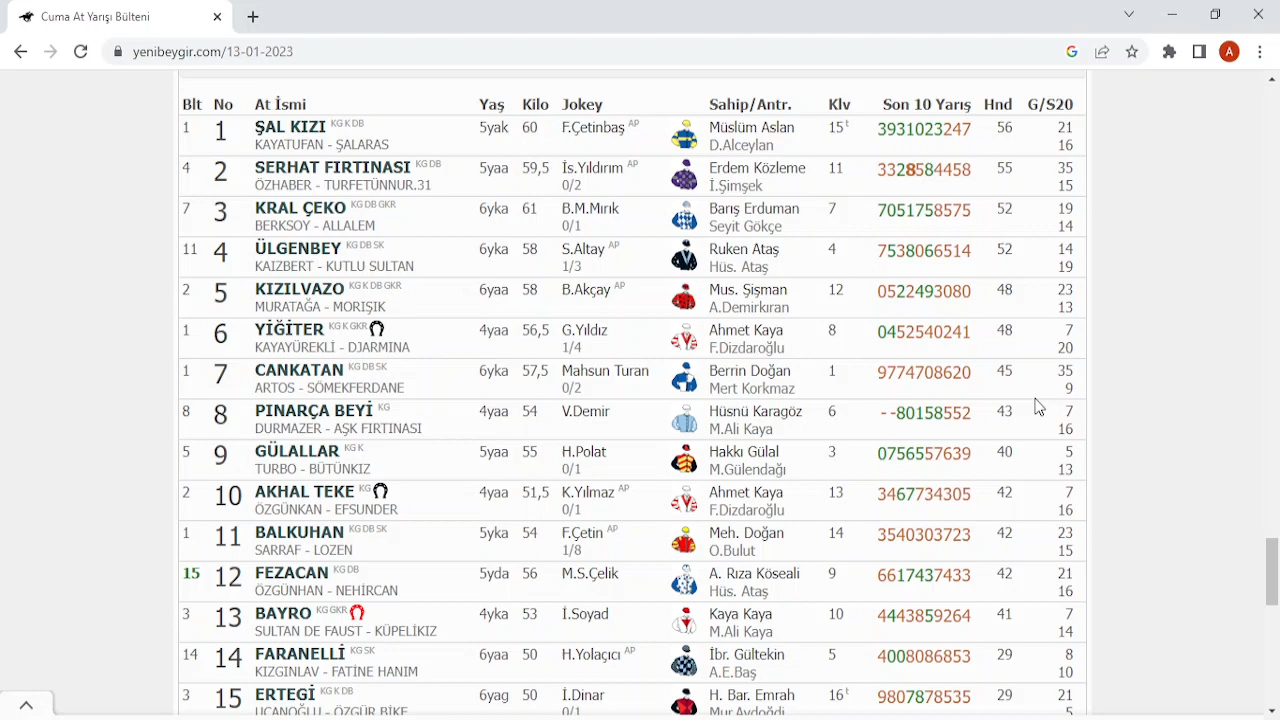 Cuma At Yarışı Bülteni
yenibeygir.com/13-01-2023
A
Blt No At İsmi Yaş Kilo Jokey Sahip/Antr. Klv Son 10 Yarış Hnd G/S20
1 1 ŞAL KIZI KG K DB 5yak 60 F.Çetinbaş AP Müslüm Aslan 15 t 3931023247 56 21
KAYATUFAN - ŞALARAS D.Alceylan 16
4 2 SERHAT FIRTINASI KG DB 5yaa 59,5 İs.Yıldırım AP Erdem Közleme 11 3328584458 55 35
ÖZHABER - TURFETÜNNUR.31 0/2 İ.Şimşek 15
7 3 KRAL ÇEKO KG DB GKR 6yka 61 B.M.Mırık Barış Erduman 7 7051758575 52 19
BERKSOY - ALLALEM 0/1 Seyit Gökçe 14
11 4 ÜLGENBEY KG DB SK 6yka 58 S.Altay AP Ruken Ataş 4 7538066514 52 14
KAIZBERT - KUTLU SULTAN 1/3 Hüs. Ataş 19
2 5 KIZILVAZO KG K DB GKR 6yaa 58 B.Akçay AP Mus. Şişman 12 0522493080 48 23
MURATAĞA - MORIŞIK A.Demirkıran 13
1 6 YİĞİTER KG K GKR 4yaa 56,5 G.Yıldız Ahmet Kaya 8 0452540241 48 7
KAYAYÜREKLİ - DJARMINA 1/4 F.Dizdaroğlu 20
1 7 CANKATAN KG DB SK 6yka 57,5 Mahsun Turan Berrin Doğan 1 9774708620 45 35
ARTOS - SÖMEKFERDANE 0/2 Mert Korkmaz 9
8 8 PINARÇA BEYİ KG 4yaa 54 V.Demir Hüsnü Karagöz 6 --80158552 43 7
DURMAZER - AŞK FIRTINASI M.Ali Kaya 16
5 9 GÜLALLAR KG K 5yaa 55 H.Polat Hakkı Gülal 3 0756557639 40 5
TURBO - BÜTÜNKIZ 0/1 M.Gülendağı 13
2 10 AKHAL TEKE KG 4yaa 51,5 K.Yılmaz AP Ahmet Kaya 13 3467734305 42 7
ÖZGÜNKAN - EFSUNDER 0/1 F.Dizdaroğlu 16
1 11 BALKUHAN KG DB SK 5yka 54 F.Çetin AP Meh. Doğan 14 3540303723 42 23
SARRAF - LOZEN 1/8 O.Bulut 15
15 12 FEZACAN KG DB 5yda 56 M.S.Çelik A. Rıza Köseali 9 6617437433 42 21
ÖZGÜNHAN - NEHİRCAN Hüs. Ataş 16
3 13 BAYRO KG GKR 4yka 53 İ.Soyad Kaya Kaya 10 4443859264 41 7
SULTAN DE FAUST - KÜPELİKIZ M.Ali Kaya 14
14 14 FARANELLİ KG SK 6yaa 50 H.Yolaçıcı AP İbr. Gültekin 5 4008086853 29 8
KIZGINLAV - FATİNE HANIM A.E.Baş 10
3 15 ERTEGİ KG K DB 6yag 50 İ.Dinar H. Bar. Emrah 16 t 9807878535 29 21
UÇANOĞLU - ÖZGÜR BİKE 0/1 Mur.Aydoğdı 5